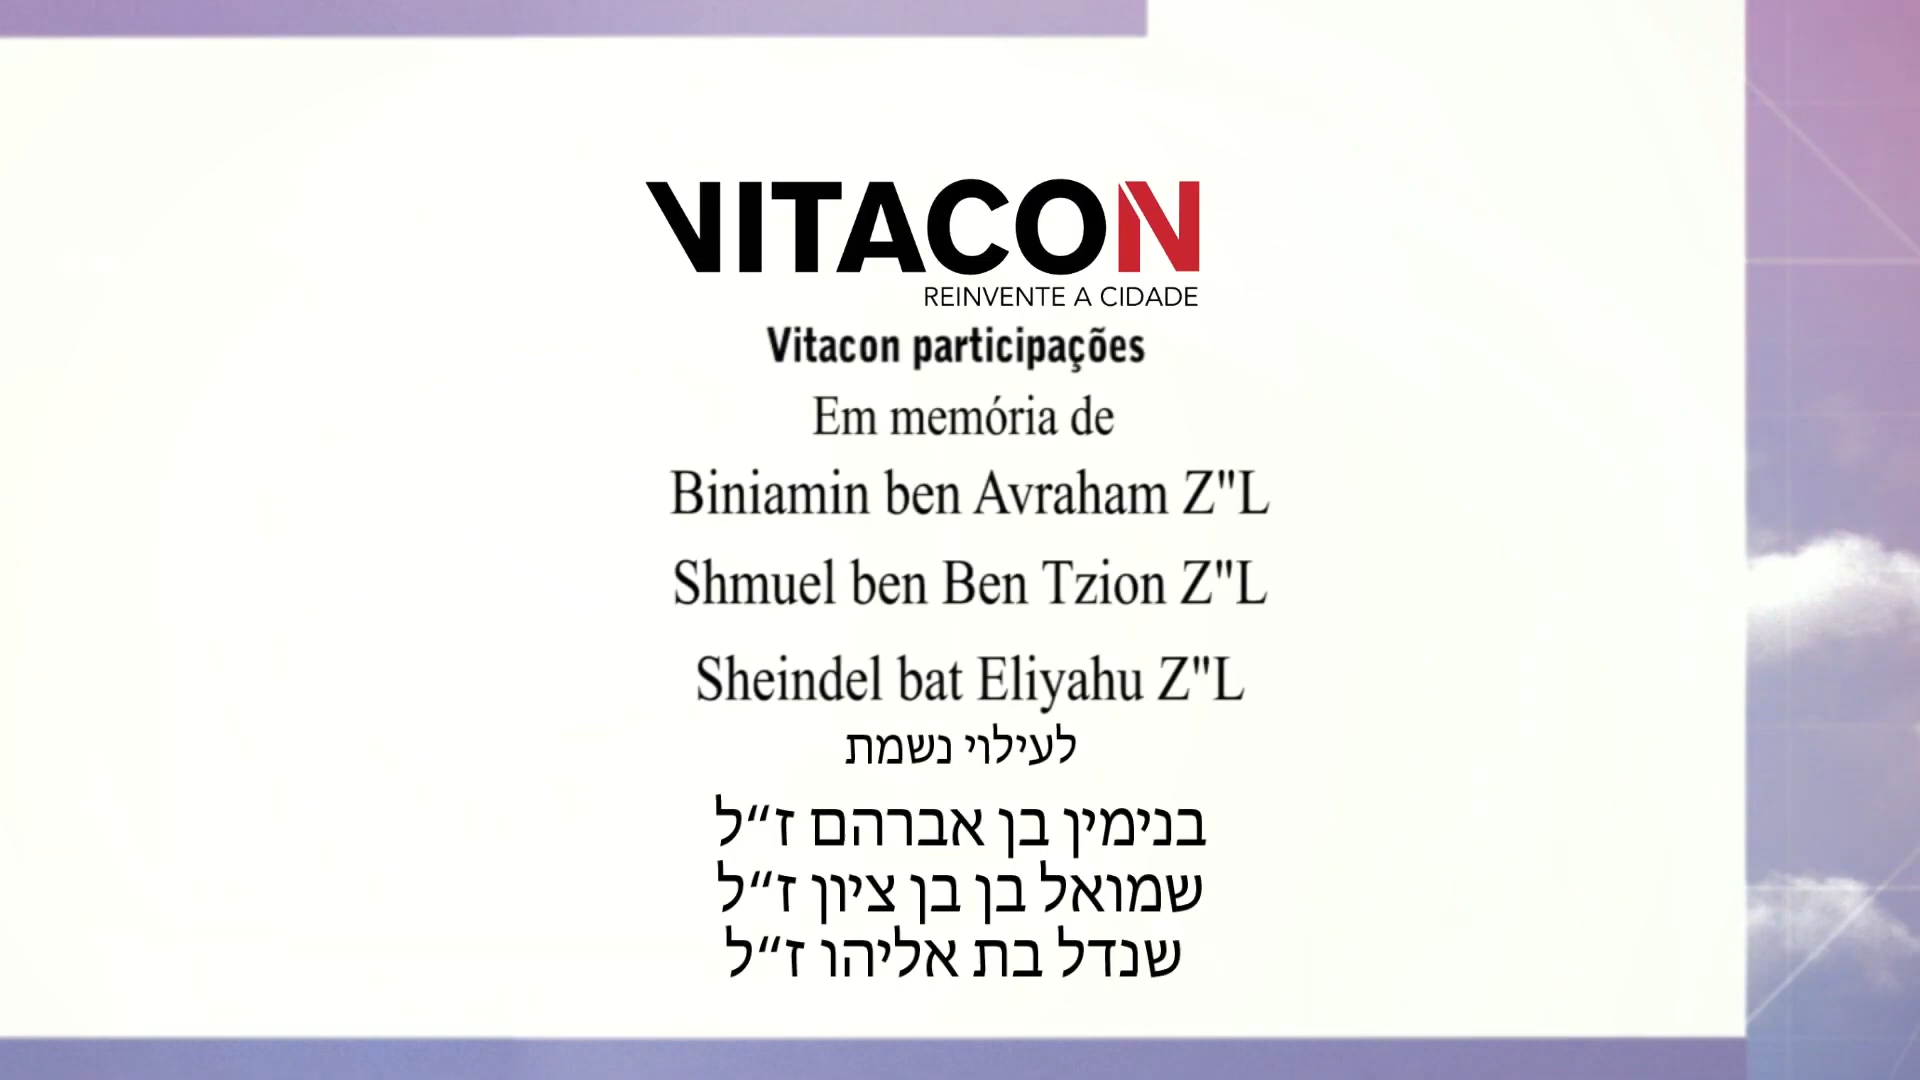 VITACON
REINVENTE A CIDADE
Vitacon participações
Em memória de
Biniamin ben Avraham Z"L
Shmuel ben Ben Tzion Z"L
Sheindel bat Eliyahu Z"L
לעילוי נשמת
בנימין בן אברהם ז“ל
שמואל בן בן ציון ז“ל
שנדל בת אליהו ז“ל